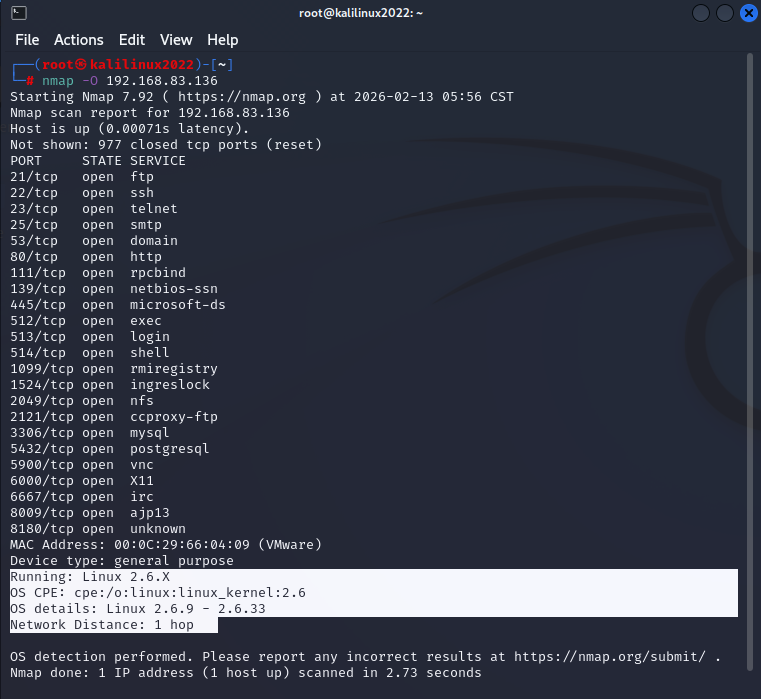 root@kalilinux2022: ~
File Actions Edit View Help
┌──(root㉿kalilinux2022)-[~]
└─# nmap -O 192.168.83.136
Starting Nmap 7.92 ( https://nmap.org ) at 2026-02-13 05:56 CST
Nmap scan report for 192.168.83.136
Host is up (0.00071s latency).
Not shown: 977 closed tcp ports (reset)
PORT     STATE SERVICE
21/tcp   open  ftp
22/tcp   open  ssh
23/tcp   open  telnet
25/tcp   open  smtp
53/tcp   open  domain
80/tcp   open  http
111/tcp  open  rpcbind
139/tcp  open  netbios-ssn
445/tcp  open  microsoft-ds
512/tcp  open  exec
513/tcp  open  login
514/tcp  open  shell
1099/tcp open  rmiregistry
1524/tcp open  ingreslock
2049/tcp open  nfs
2121/tcp open  ccproxy-ftp
3306/tcp open  mysql
5432/tcp open  postgresql
5900/tcp open  vnc
6000/tcp open  X11
6667/tcp open  irc
8009/tcp open  ajp13
8180/tcp open  unknown
MAC Address: 00:0C:29:66:04:09 (VMware)
Device type: general purpose
Running: Linux 2.6.X
OS CPE: cpe:/o:linux:linux_kernel:2.6
OS details: Linux 2.6.9 - 2.6.33
Network Distance: 1 hop
OS detection performed. Please report any incorrect results at https://nmap.org/submit/ .
Nmap done: 1 IP address (1 host up) scanned in 2.73 seconds